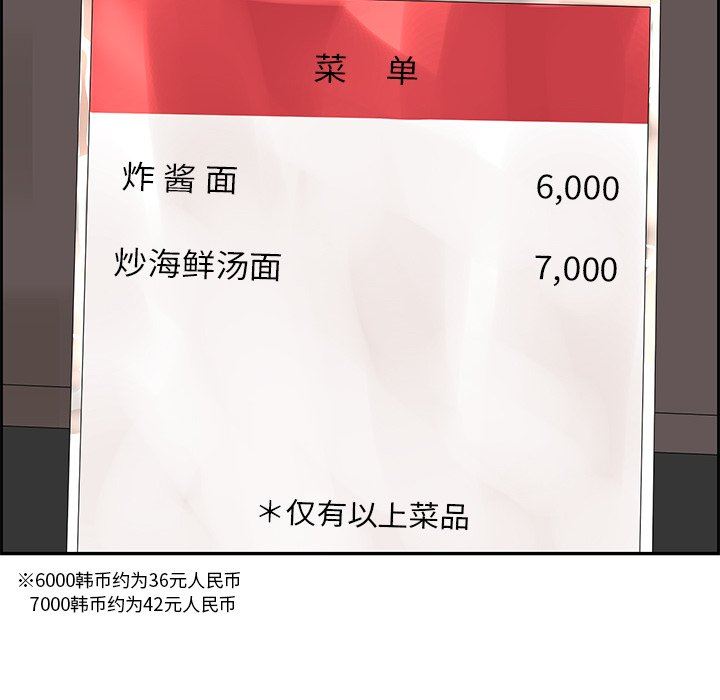 菜 单
炸酱面 6,000
炒海鲜汤面 7,000
＊仅有以上菜品
※6000韩币约为36元人民币
7000韩币约为42元人民币